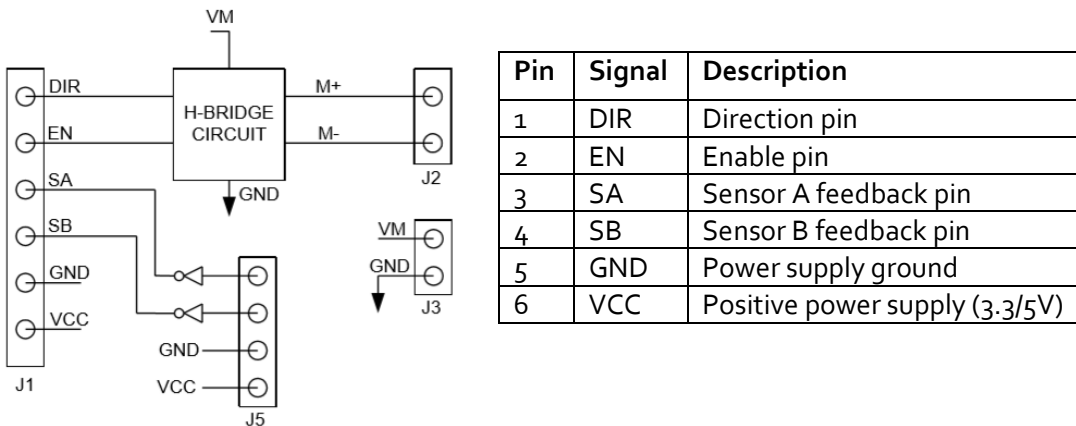 VM
DIR
EN
SA
SB
GND
VCC
J1
H-BRIDGE
CIRCUIT
GND
M+
M-
J2
VM
GND
J3
GND
VCC
J5
Pin Signal Description
1 DIR Direction pin
2 EN Enable pin
3 SA Sensor A feedback pin
4 SB Sensor B feedback pin
5 GND Power supply ground
6 VCC Positive power supply (3.3/5V)